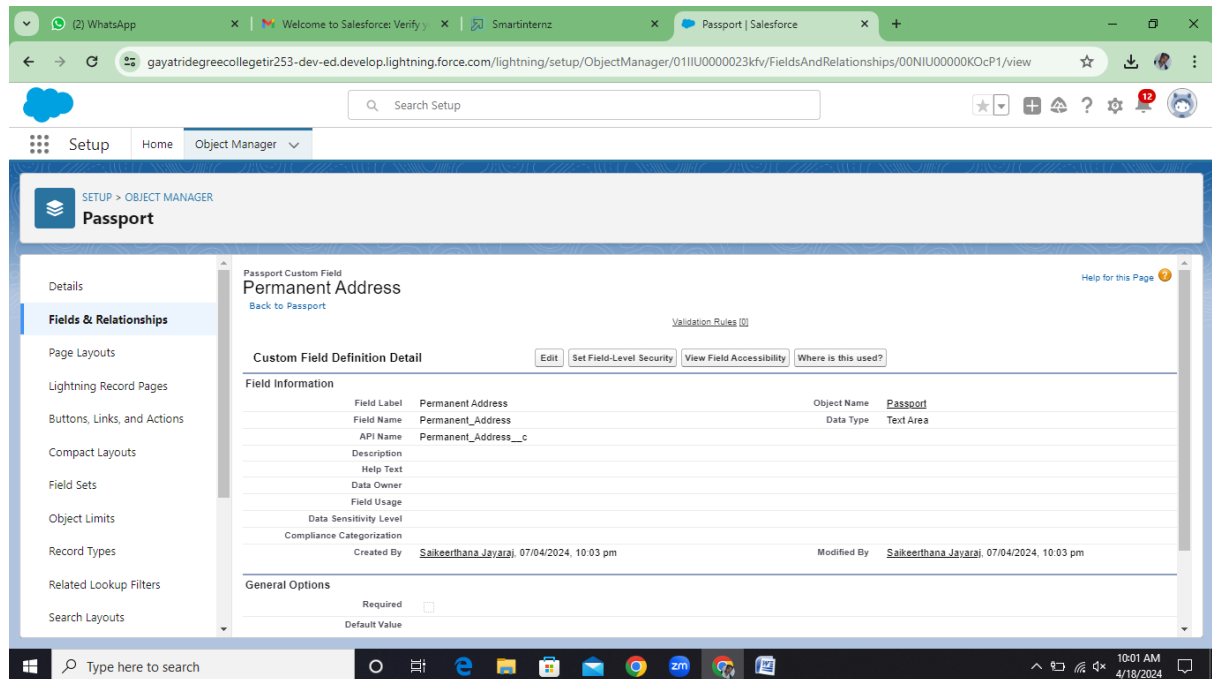 (2) WhatsApp
Welcome to Salesforce: Verify y
Smartinternz
Passport | Salesforce
gayatridegreecollegetir253-dev-ed.develop.lightning.force.com/lightning/setup/ObjectManager/01IIU0000023kfv/FieldsAndRelationships/00NIU00000KOcP1/view
Search Setup
12
Setup Home Object Manager
SETUP > OBJECT MANAGER
Passport
Details
Fields & Relationships
Page Layouts
Lightning Record Pages
Buttons, Links, and Actions
Compact Layouts
Field Sets
Object Limits
Record Types
Related Lookup Filters
Search Layouts
Passport Custom Field
Permanent Address
Back to Passport
Help for this Page ?
Validation Rules [0]
Custom Field Definition Detail Edit Set Field-Level Security View Field Accessibility Where is this used?
Field Information
Field Label Permanent Address Object Name Passport
Field Name Permanent_Address Data Type Text Area
API Name Permanent_Address__c
Description
Help Text
Data Owner
Field Usage
Data Sensitivity Level
Compliance Categorization
Created By Saikeerthana Jayaraj, 07/04/2024, 10:03 pm Modified By Saikeerthana Jayaraj, 07/04/2024, 10:03 pm
General Options
Required
Default Value
Type here to search
zm
10:01 AM
4/18/2024